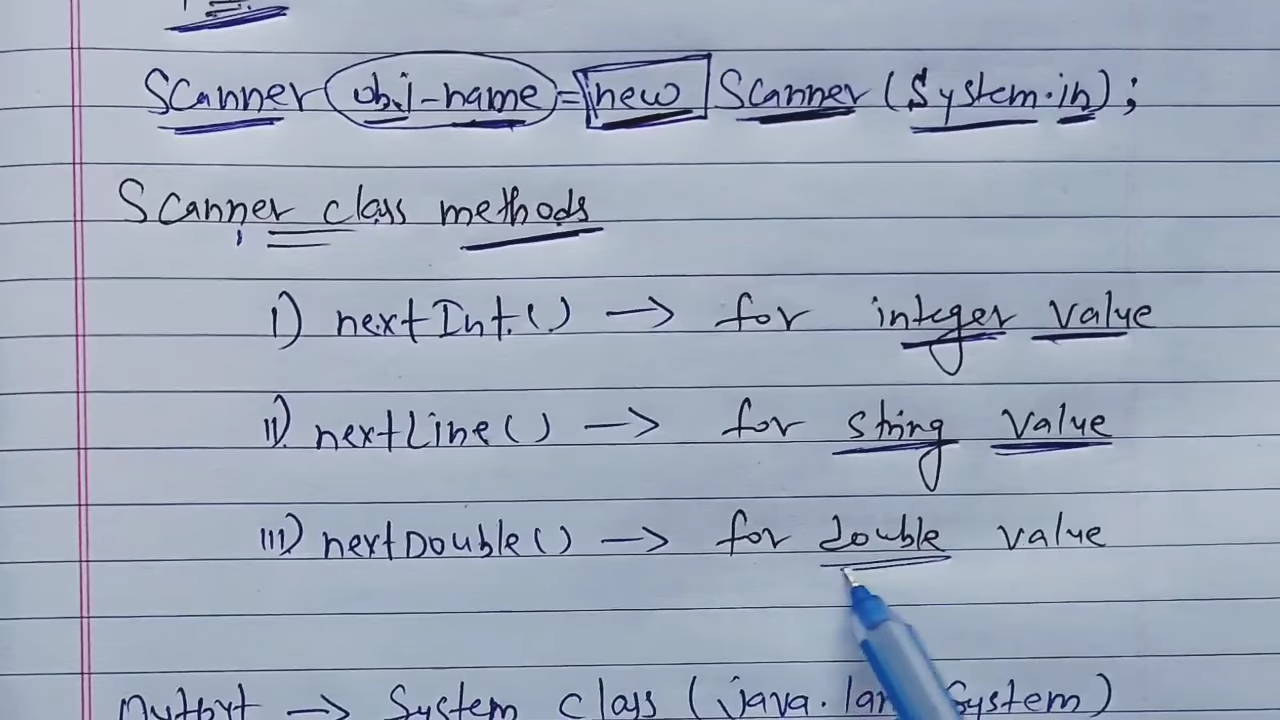 Scanner obj-name = new Scanner (System.in);
Scanner class methods
i) nextInt() → for integer value
ii) nextLine() → for string value
iii) nextDouble() → for double value
Output → System class (java.lan System)